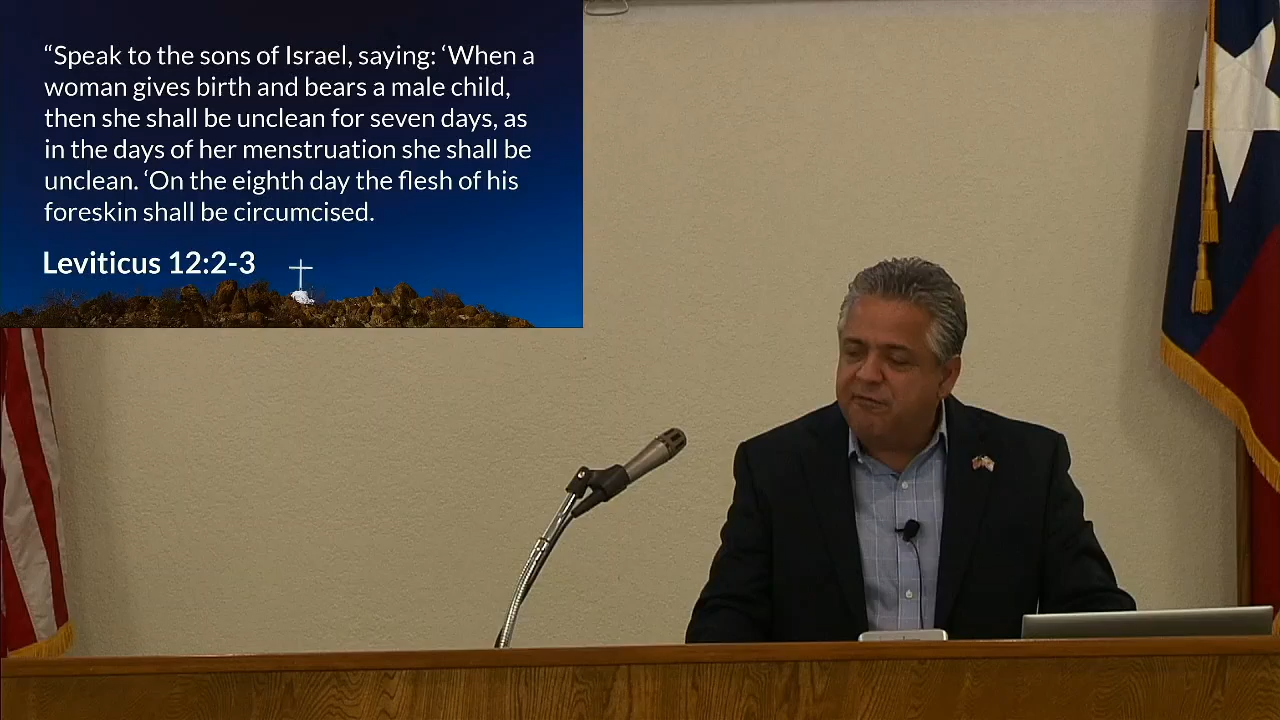 “Speak to the sons of Israel, saying: ‘When a
woman gives birth and bears a male child,
then she shall be unclean for seven days, as
in the days of her menstruation she shall be
unclean. ‘On the eighth day the flesh of his
foreskin shall be circumcised.
Leviticus 12:2-3